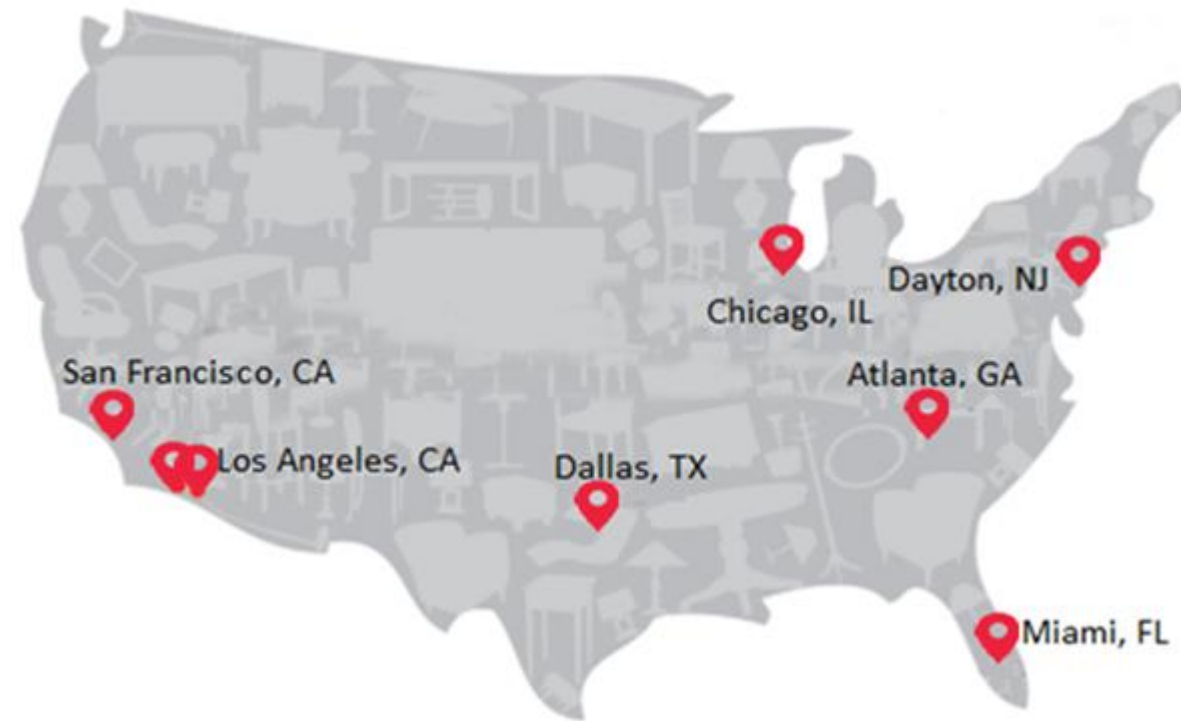 Dayton, NJ
Chicago, IL
San Francisco, CA
Atlanta, GA
Los Angeles, CA
Dallas, TX
Miami, FL